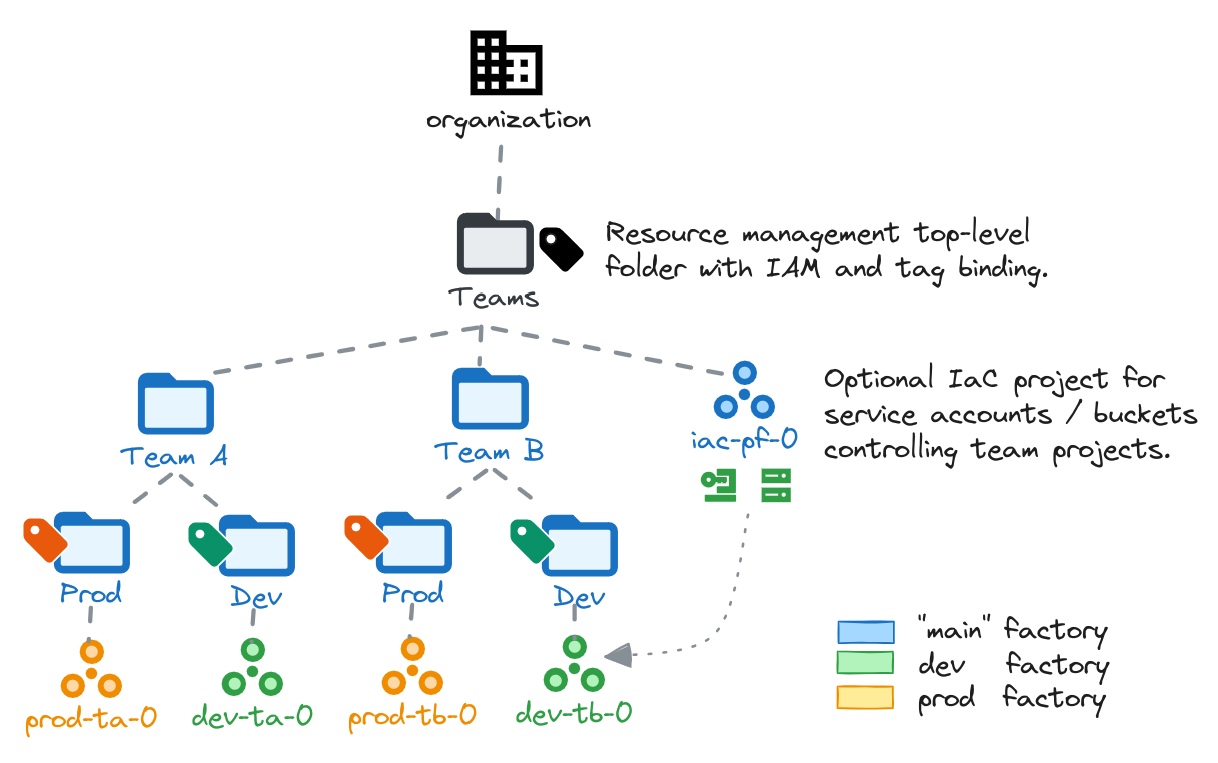 organization
Resource management top-level
folder with IAM and tag binding.
Teams
Optional IaC project for
service accounts / buckets
controlling team projects.
Team A
Team B
iac-pf-0
Prod
Dev
Prod
Dev
"main" factory
dev factory
prod factory
prod-ta-0
dev-ta-0
prod-tb-0
dev-tb-0